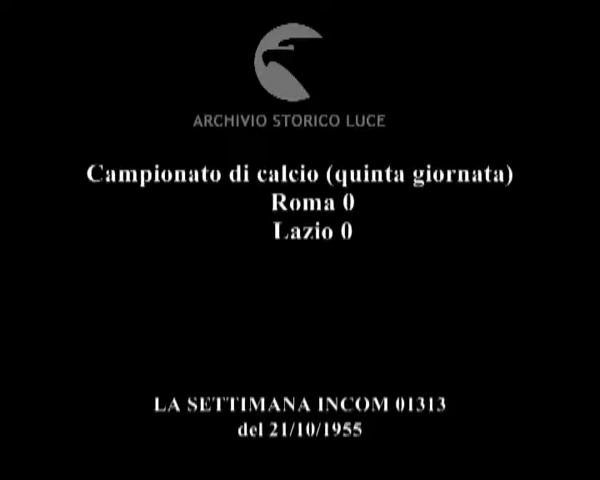 ARCHIVIO STORICO LUCE
Campionato di calcio (quinta giornata)
Roma 0
Lazio 0
LA SETTIMANA INCOM 01313
del 21/10/1955